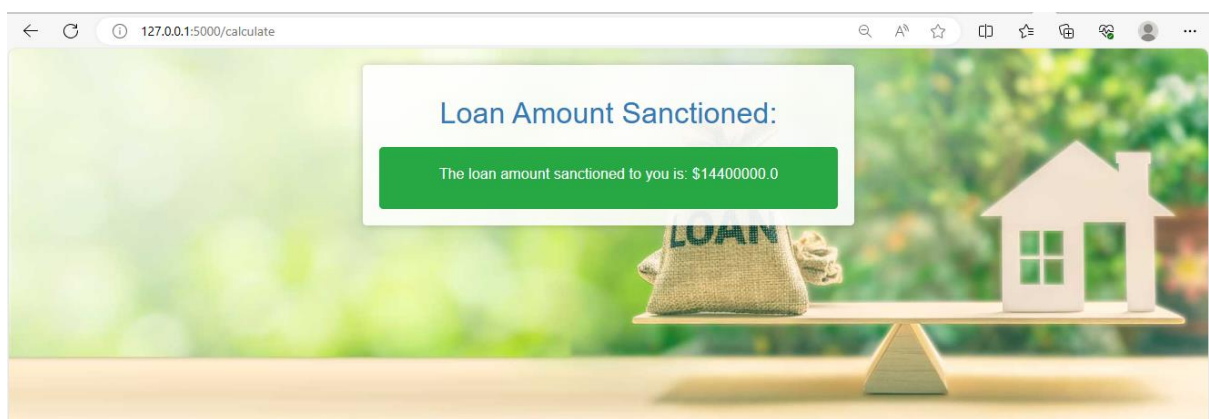 127.0.0.1:5000/calculate
Loan Amount Sanctioned:
The loan amount sanctioned to you is: $14400000.0
LOAN